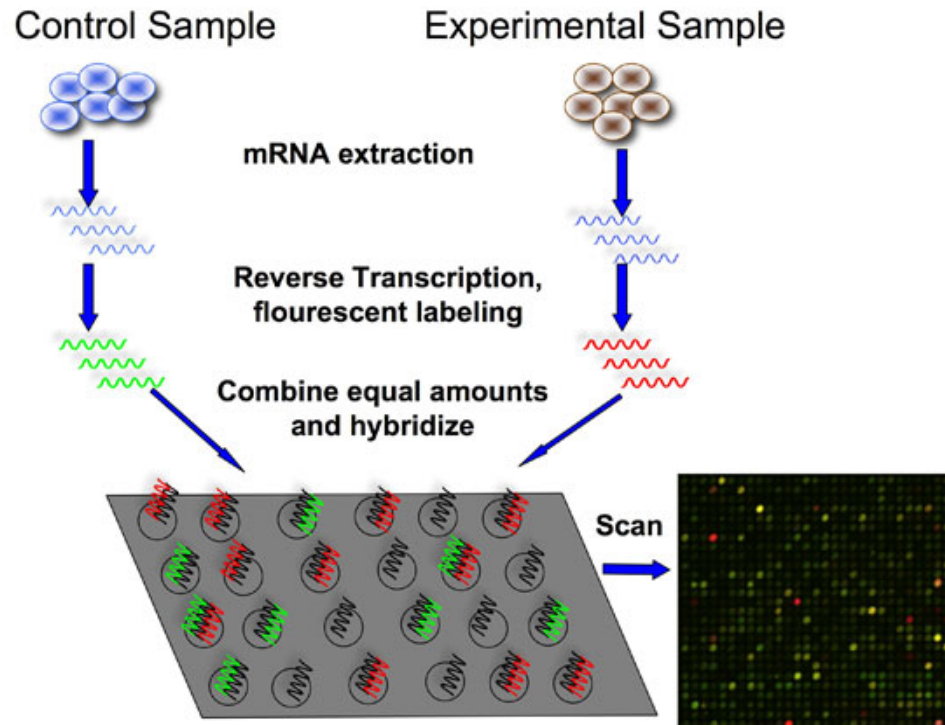 Control Sample
Experimental Sample
mRNA extraction
Reverse Transcription,
flourescent labeling
Combine equal amounts
and hybridize
Scan